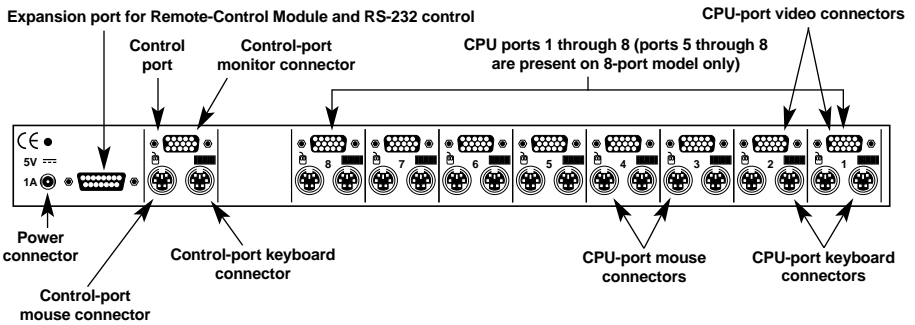 Expansion port for Remote-Control Module and RS-232 control
CPU-port video connectors
Control
port
Control-port
monitor connector
CPU ports 1 through 8 (ports 5 through 8
are present on 8-port model only)
CE
5V
1A
8
7
6
5
4
3
2
1
Power
connector
Control-port keyboard
connector
CPU-port mouse
connectors
CPU-port keyboard
connectors
Control-port
mouse connector